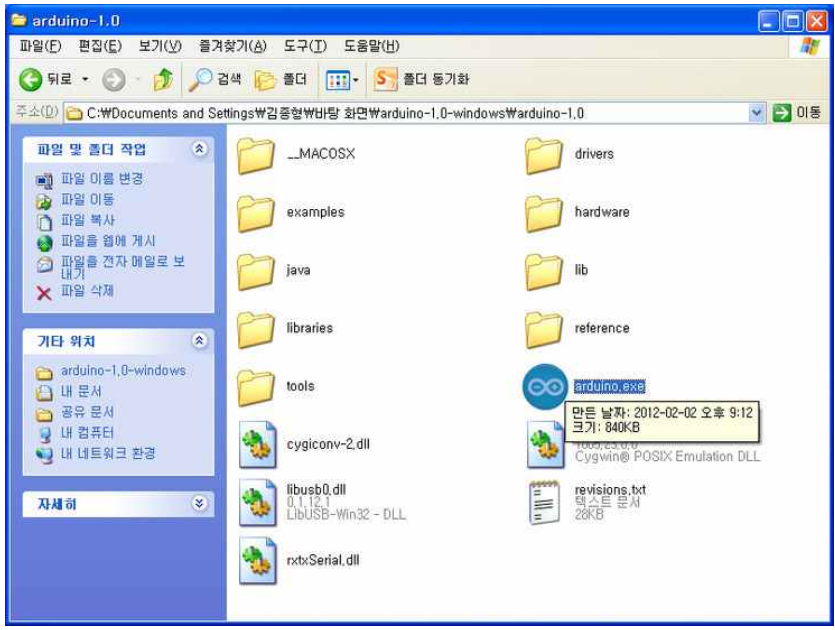 arduino-1.0
파일(F) 편집(E) 보기(V) 즐겨찾기(A) 도구(T) 도움말(H)
뒤로 검색 폴더 폴더 동기화
주소(D) C:₩Documents and Settings₩김종형₩바탕 화면₩arduino-1.0-windows₩arduino-1.0 이동
파일 및 폴더 작업
파일 이름 변경
파일 이동
파일 복사
파일을 웹에 게시
파일을 전자 메일로 보
내기
파일 삭제
기타 위치
arduino-1.0-windows
내 문서
공유 문서
내 컴퓨터
내 네트워크 환경
자세히
__MACOSX
drivers
examples
hardware
java
lib
libraries
reference
tools
arduino.exe
만든 날짜: 2012-02-02 오후 9:12
크기: 840KB
cygiconv-2.dll
Cygwin® POSIX Emulation DLL
libusb0.dll
0.1.12.1
LibUSB-Win32 - DLL
revisions.txt
텍스트 문서
28KB
rxtxSerial.dll